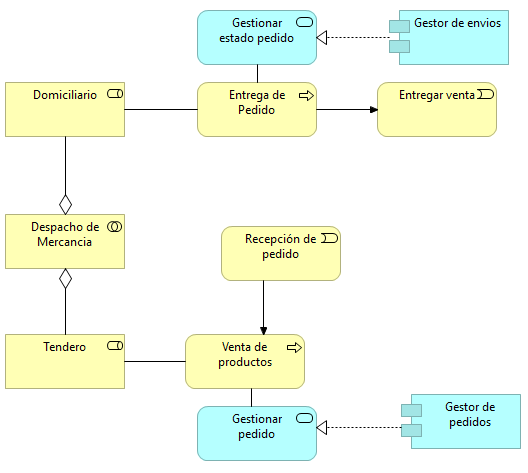 Gestionar
estado pedido
Gestor de envios
Domiciliario
Entrega de
Pedido
Entregar venta
Despacho de
Mercancia
Recepción de
pedido
Tendero
Venta de
productos
Gestionar
pedido
Gestor de
pedidos